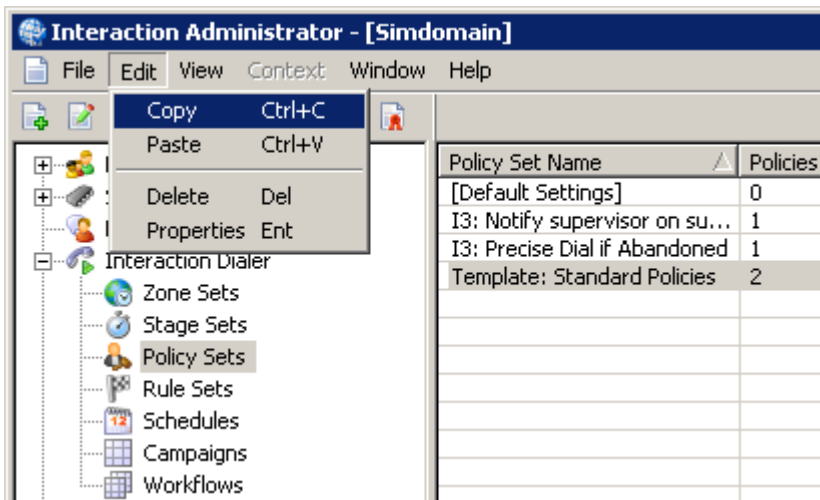 Interaction Administrator - [Simdomain]
File Edit View Context Window Help
Copy Ctrl+C
Paste Ctrl+V
Delete Del
Properties Ent
Interaction Dialer
Zone Sets
Stage Sets
Policy Sets
Rule Sets
12
Schedules
Campaigns
Workflows
Policy Set Name Policies
[Default Settings] 0
I3: Notify supervisor on su... 1
I3: Precise Dial if Abandoned 1
Template: Standard Policies 2